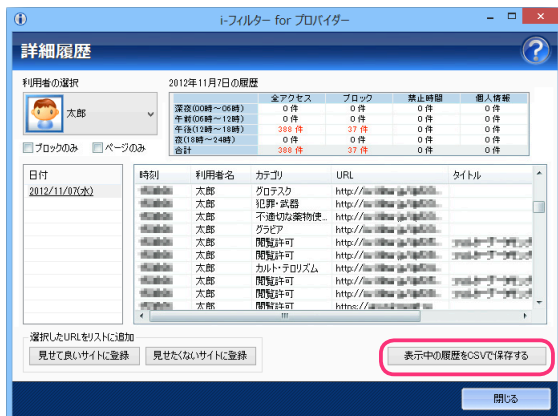 i-フィルター for プロバイダー
詳細履歴
利用者の選択
2012年11月7日の履歴
太郎
全アクセス ブロック 禁止時間 個人情報
深夜(00時～06時) 0 件 0 件 0 件 0 件
午前(06時～12時) 0 件 0 件 0 件 0 件
午後(12時～18時) 388 件 37 件 0 件 0 件
夜(18時～24時) 0 件 0 件 0 件 0 件
合計 388 件 37 件 0 件 0 件
ブロックのみ ページのみ
日付
2012/11/07(水)
時刻 利用者名 カテゴリ URL タイトル
太郎 グロテスク http://
太郎 犯罪・武器 http://
太郎 不適切な薬物使... http://
太郎 グラビア http://
太郎 閲覧許可 http://
太郎 カルト・テロリズム http://
太郎 閲覧許可 http://
太郎 閲覧許可 http://
太郎 閲覧許可 https://
選択したURLをリストに追加
見せて良いサイトに登録 見せたくないサイトに登録
表示中の履歴をCSVで保存する
閉じる